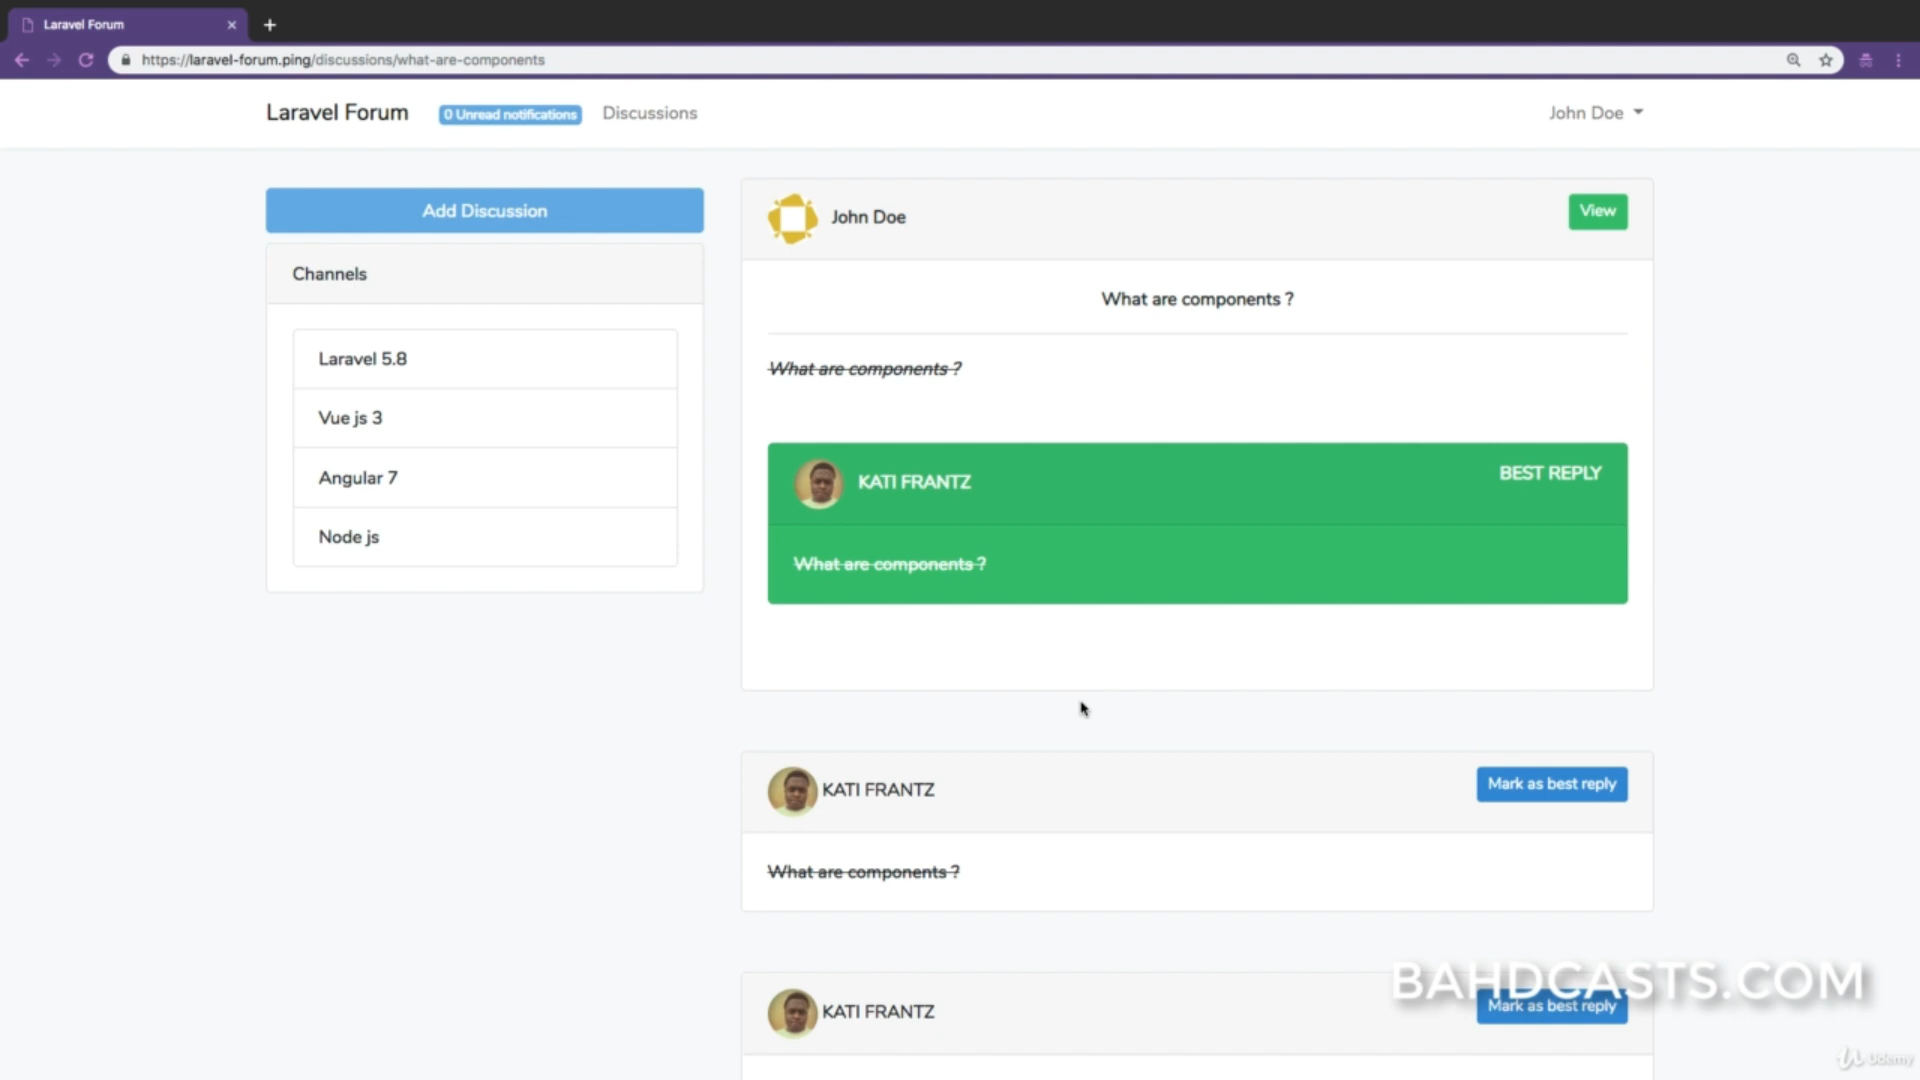 Laravel Forum
https://laravel-forum.ping/discussions/what-are-components
Laravel Forum
0 Unread notifications
Discussions
John Doe
Add Discussion
Channels
Laravel 5.8
Vue js 3
Angular 7
Node js
John Doe
View
What are components ?
What are components ?
KATI FRANTZ
BEST REPLY
What are components ?
KATI FRANTZ
Mark as best reply
What are components ?
KATI FRANTZ
Mark as best reply
BAHDCASTS.COM
Udemy